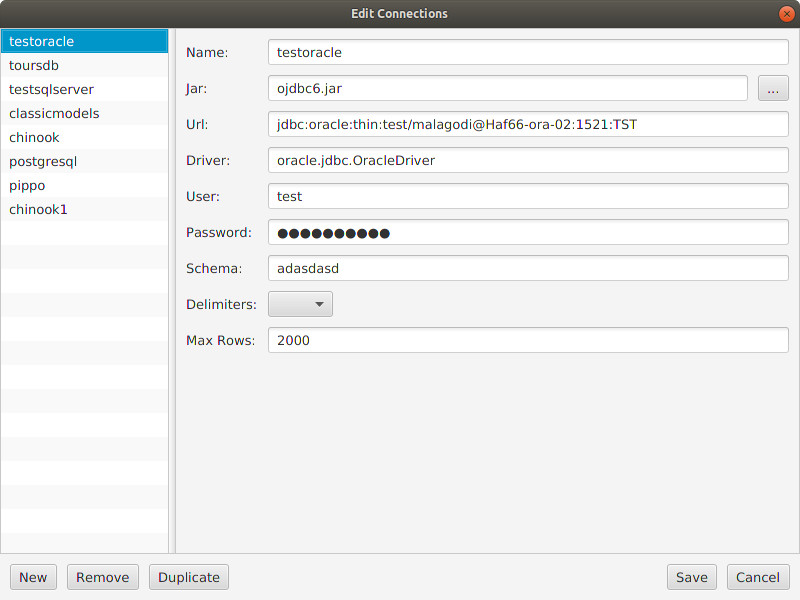 Edit Connections
testoracle
toursdb
testsqlserver
classicmodels
chinook
postgresql
pippo
chinook1
Name: testoracle
Jar: ojdbc6.jar ...
Url: jdbc:oracle:thin:test/malagodi@Haf66-ora-02:1521:TST
Driver: oracle.jdbc.OracleDriver
User: test
Password: ●●●●●●●●●●
Schema: adasdasd
Delimiters:
Max Rows: 2000
New Remove Duplicate Save Cancel